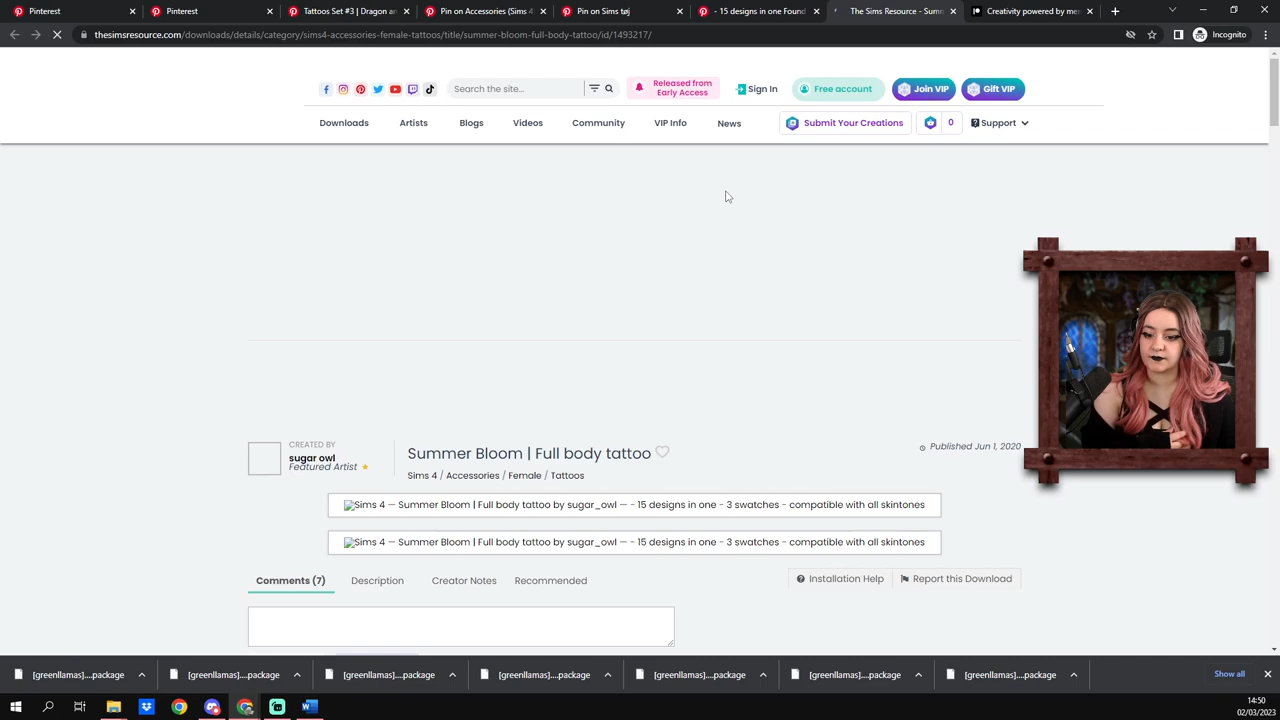 Pinterest
Pinterest
Tattoos Set #3 | Dragon an
Pin on Accessories (Sims 4
Pin on Sims tøj
- 15 designs in one Found
The Sims Resource - Summ
Creativity powered by me
thesimsresource.com/downloads/details/category/sims4-accessories-female-tattoos/title/summer-bloom-full-body-tattoo/id/1493217/
Incognito
Search the site...
Released from
Early Access
Sign In
Free account
Join VIP
Gift VIP
Downloads
Artists
Blogs
Videos
Community
VIP Info
News
Submit Your Creations
0
Support
CREATED BY
sugar owl
Featured Artist
Summer Bloom | Full body tattoo
Sims 4 / Accessories / Female / Tattoos
Published Jun 1, 2020
Sims 4 — Summer Bloom | Full body tattoo by sugar_owl — - 15 designs in one - 3 swatches - compatible with all skintones
Sims 4 — Summer Bloom | Full body tattoo by sugar_owl — - 15 designs in one - 3 swatches - compatible with all skintones
Comments (7)
Description
Creator Notes
Recommended
Installation Help
Report this Download
[greenllamas]....package
[greenllamas]....package
[greenllamas]....package
[greenllamas]....package
[greenllamas]....package
[greenllamas]....package
[greenllamas]....package
Show all
14:50
02/03/2023